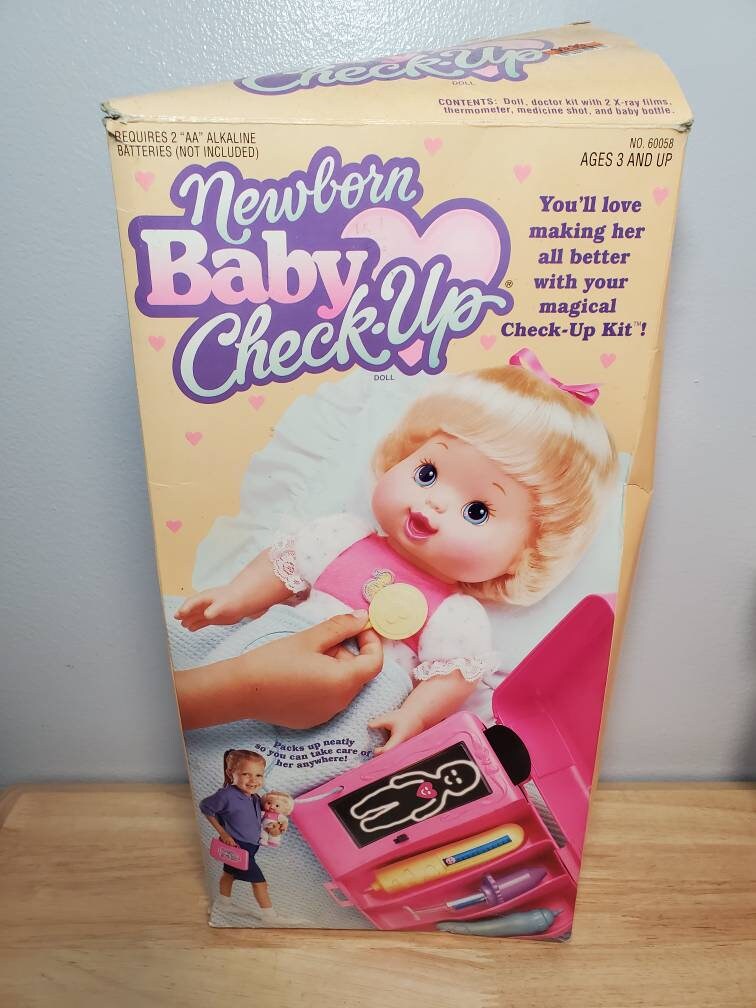 Check-Up
DOLL
CONTENTS: Doll, doctor kit with 2 X-ray films,
thermometer, medicine shot, and baby bottle.
REQUIRES 2 "AA" ALKALINE
BATTERIES (NOT INCLUDED)
NO. 60058
AGES 3 AND UP
Newborn
Baby
Check-Up®
DOLL
You'll love
making her
all better
with your
magical
Check-Up Kit™!
Packs up neatly
so you can take care of
her anywhere!